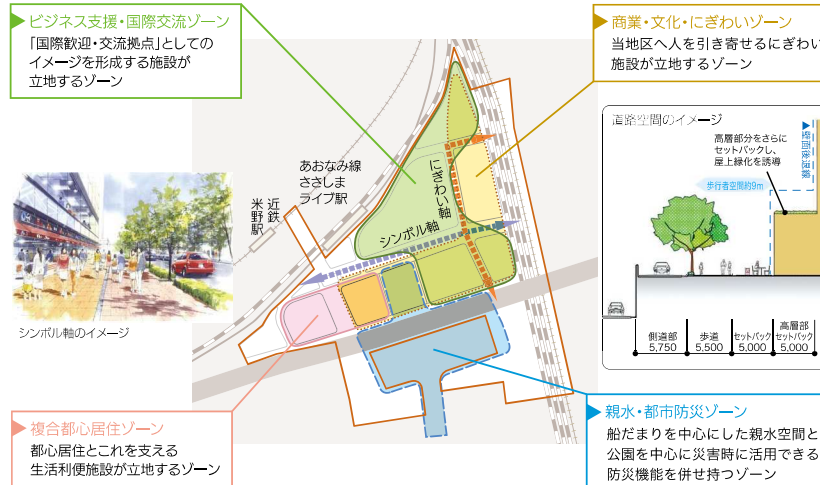 ビジネス支援・国際交流ゾーン
「国際歓迎・交流拠点」としての
イメージを形成する施設が
立地するゾーン
商業・文化・にぎわいゾーン
当地区へ人を引き寄せるにぎわい
施設が立地するゾーン
道路空間のイメージ
高層部分をさらに
セットバックし、
屋上緑化を誘導
壁面後退線
歩行者空間約9m
側道部
5,750
歩道
5,500
セットバック
5,000
高層部
セットバック
5,000
あおなみ線
ささしま
ライブ駅
近鉄
米野駅
にぎわい軸
シンボル軸
シンボル軸のイメージ
複合都心居住ゾーン
都心居住とこれを支える
生活利便施設が立地するゾーン
親水・都市防災ゾーン
船だまりを中心にした親水空間と
公園を中心に災害時に活用できる
防災機能を併せ持つゾーン